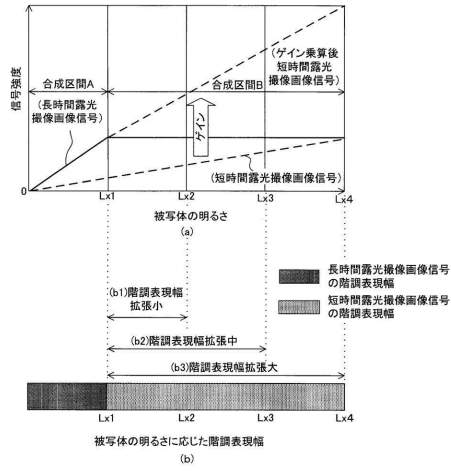 信号強度
合成区間A
合成区間B
(長時間露光
撮像画像信号)
(ゲイン乗算後
短時間露光
撮像画像信号)
ゲイン
(短時間露光撮像画像信号)
0
Lx1
Lx2
Lx3
Lx4
被写体の明るさ
(a)
長時間露光撮像画像信号
の階調表現幅
短時間露光撮像画像信号
の階調表現幅
(b1)階調表現幅
拡張小
(b2)階調表現幅拡張中
(b3)階調表現幅拡張大
Lx1
Lx2
Lx3
Lx4
被写体の明るさに応じた階調表現幅
(b)